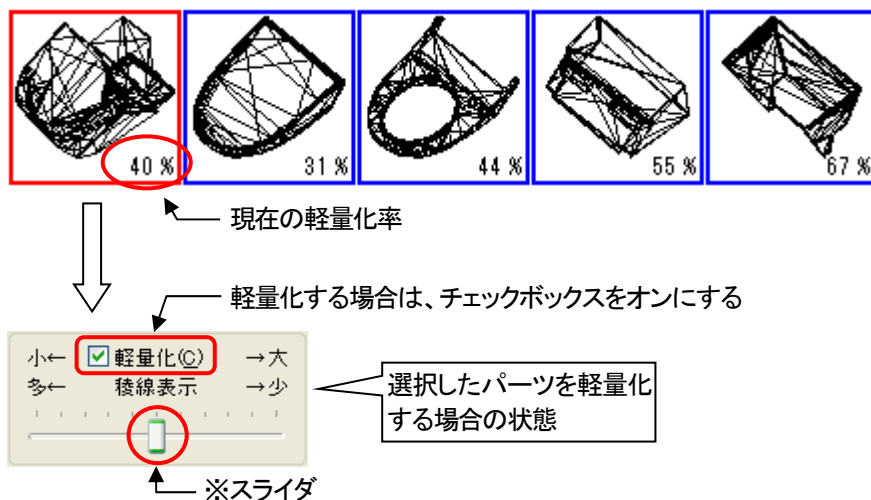 40 %
31 %
44 %
55 %
67 %
現在の軽量化率
軽量化する場合は、チェックボックスをオンにする
小← 軽量化(C) →大
多← 稜線表示 →少
選択したパーツを軽量化
する場合の状態
※スライダ